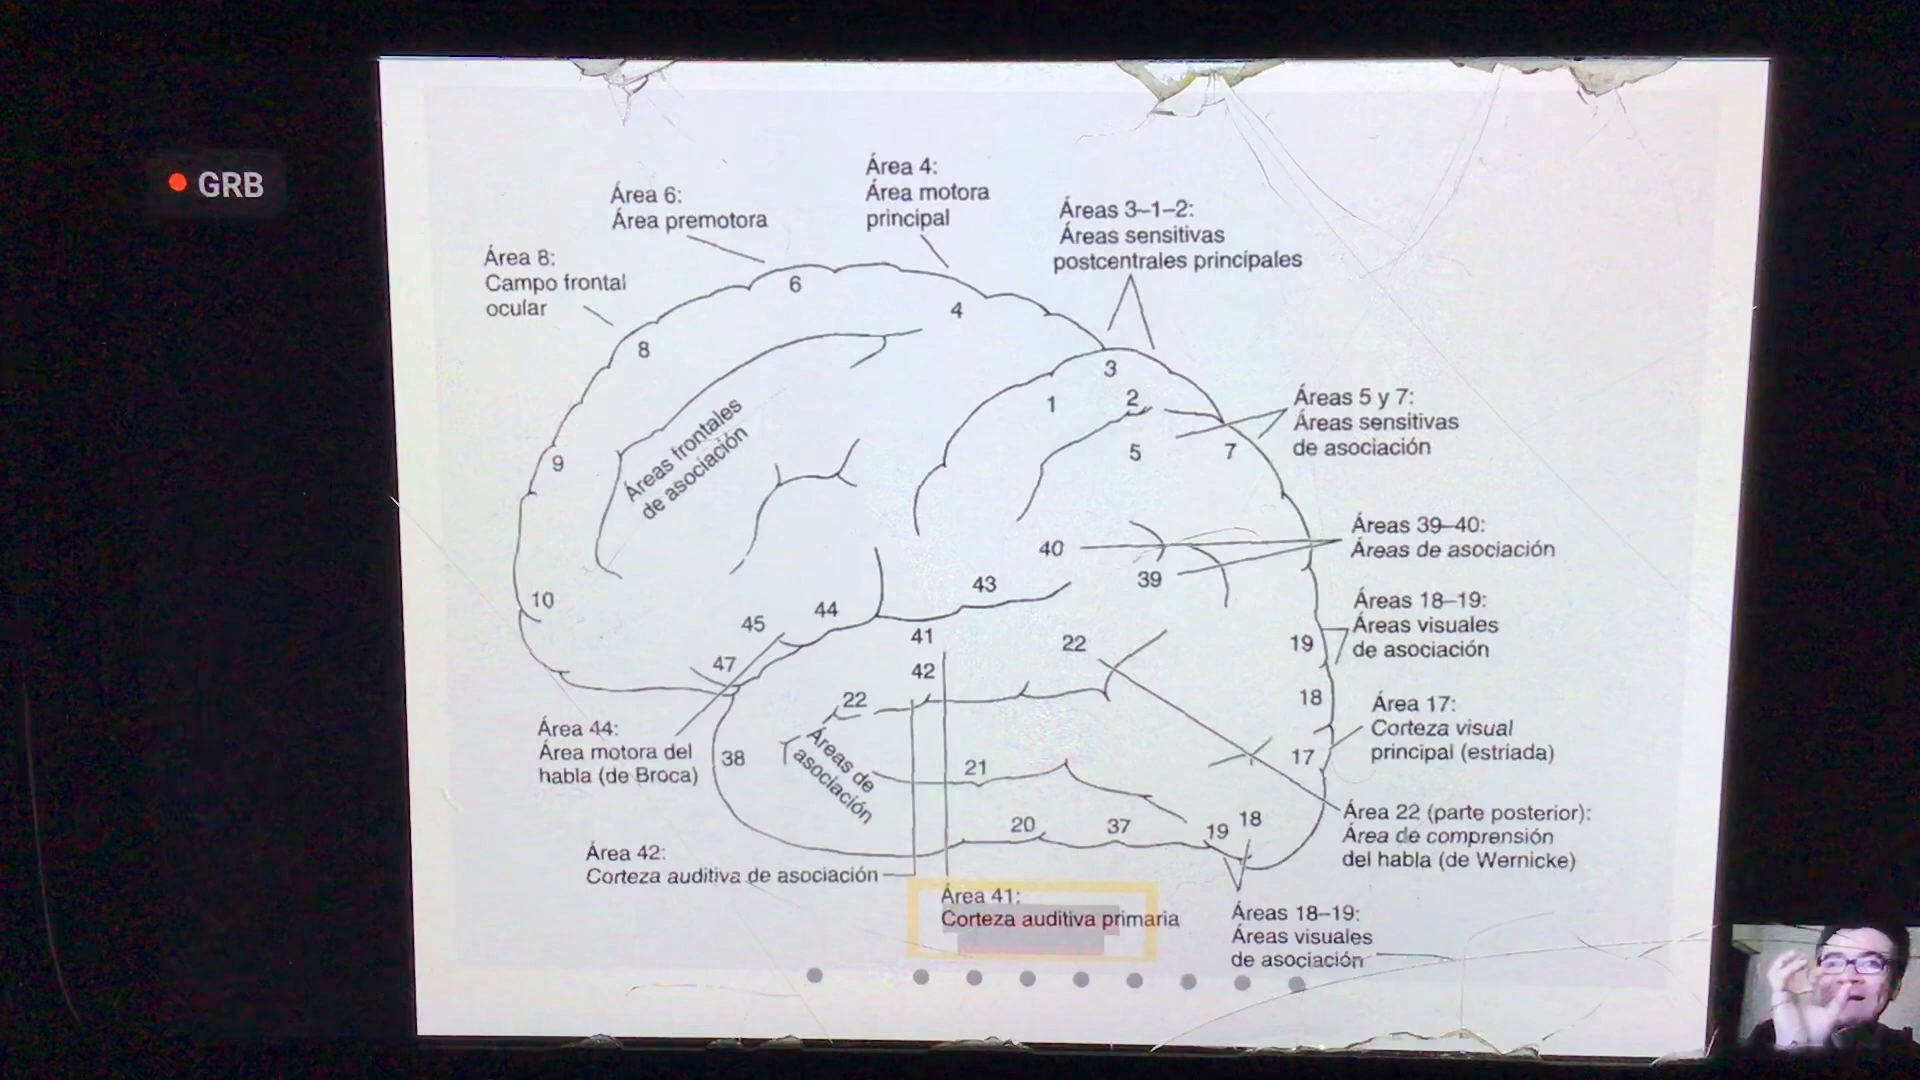 GRB
Área 4:
Área motora
principal
Área 6:
Área premotora
Áreas 3–1–2:
Áreas sensitivas
postcentrales principales
Área 8:
Campo frontal
ocular
6
4
8
3
1
2
Áreas 5 y 7:
Áreas sensitivas
de asociación
5
7
9
Áreas frontales
de asociación
Áreas 39–40:
Áreas de asociación
40
39
43
10
45
44
47
41
42
22
22
Áreas 18–19:
Áreas visuales
de asociación
19
18
17
Área 17:
Corteza visual
principal (estriada)
Área 44:
Área motora del
habla (de Broca)
38
Áreas de
asociación
21
20
37
19
18
Área 22 (parte posterior):
Área de comprensión
del habla (de Wernicke)
Área 42:
Corteza auditiva de asociación
Área 41:
Corteza auditiva primaria
Áreas 18–19:
Áreas visuales
de asociación